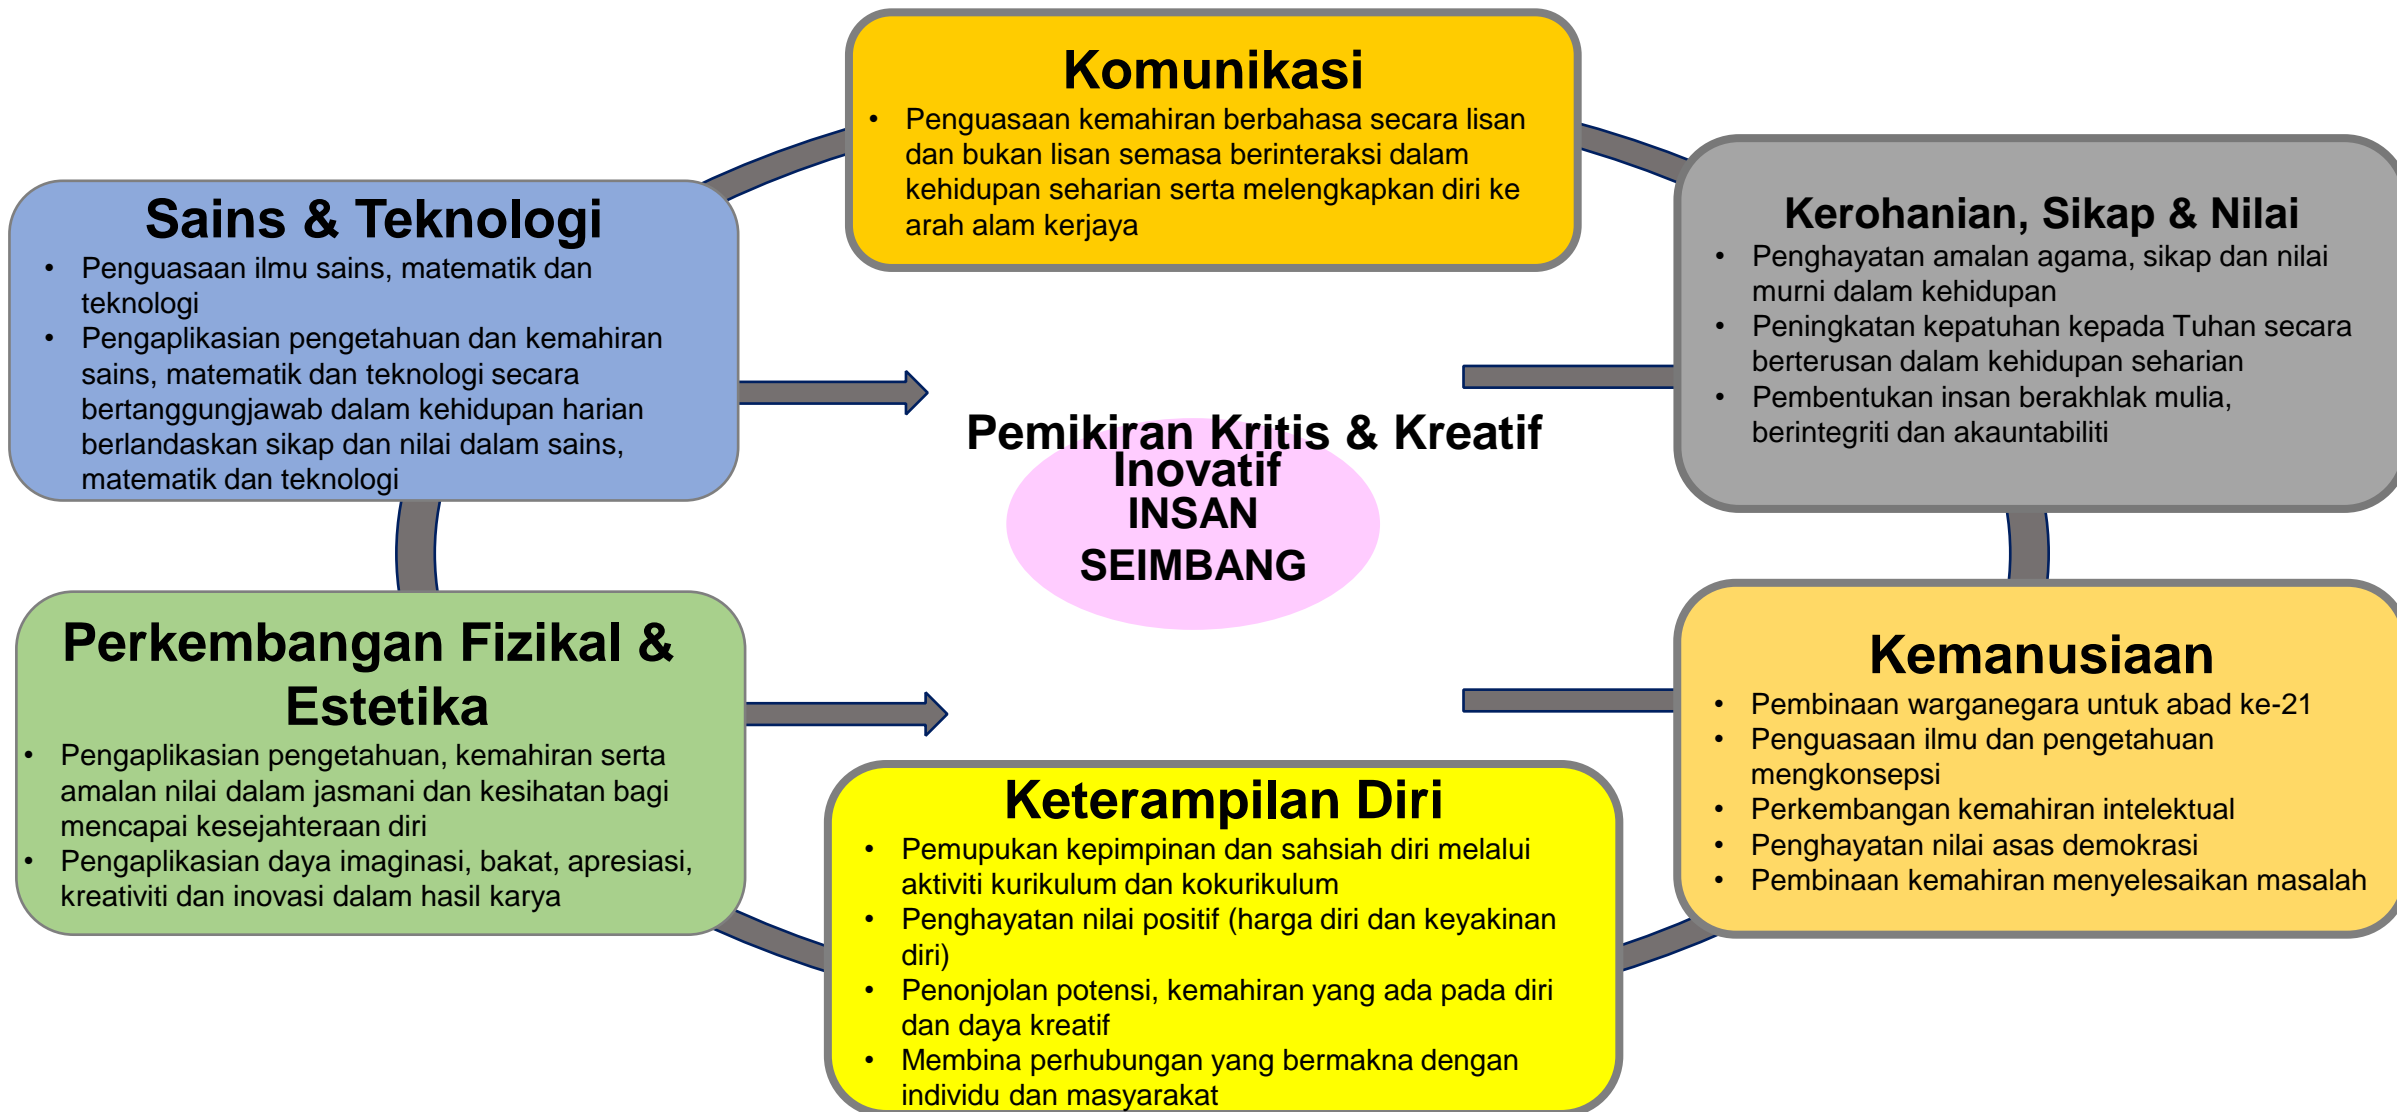 Komunikasi
• Penguasaan kemahiran berbahasa secara lisan
dan bukan lisan semasa berinteraksi dalam
kehidupan seharian serta melengkapkan diri ke
arah alam kerjaya
Sains & Teknologi
• Penguasaan ilmu sains, matematik dan
teknologi
• Pengaplikasian pengetahuan dan kemahiran
sains, matematik dan teknologi secara
bertanggungjawab dalam kehidupan harian
berlandaskan sikap dan nilai dalam sains,
matematik dan teknologi
Kerohanian, Sikap & Nilai
• Penghayatan amalan agama, sikap dan nilai
murni dalam kehidupan
• Peningkatan kepatuhan kepada Tuhan secara
berterusan dalam kehidupan seharian
• Pembentukan insan berakhlak mulia,
berintegriti dan akauntabiliti
Pemikiran Kritis & Kreatif
Inovatif
INSAN
SEIMBANG
Perkembangan Fizikal &
Estetika
• Pengaplikasian pengetahuan, kemahiran serta
amalan nilai dalam jasmani dan kesihatan bagi
mencapai kesejahteraan diri
• Pengaplikasian daya imaginasi, bakat, apresiasi,
kreativiti dan inovasi dalam hasil karya
Kemanusiaan
• Pembinaan warganegara untuk abad ke-21
• Penguasaan ilmu dan pengetahuan
mengkonsepsi
• Perkembangan kemahiran intelektual
• Penghayatan nilai asas demokrasi
• Pembinaan kemahiran menyelesaikan masalah
Keterampilan Diri
• Pemupukan kepimpinan dan sahsiah diri melalui
aktiviti kurikulum dan kokurikulum
• Penghayatan nilai positif (harga diri dan keyakinan
diri)
• Penonjolan potensi, kemahiran yang ada pada diri
dan daya kreatif
• Membina perhubungan yang bermakna dengan
individu dan masyarakat